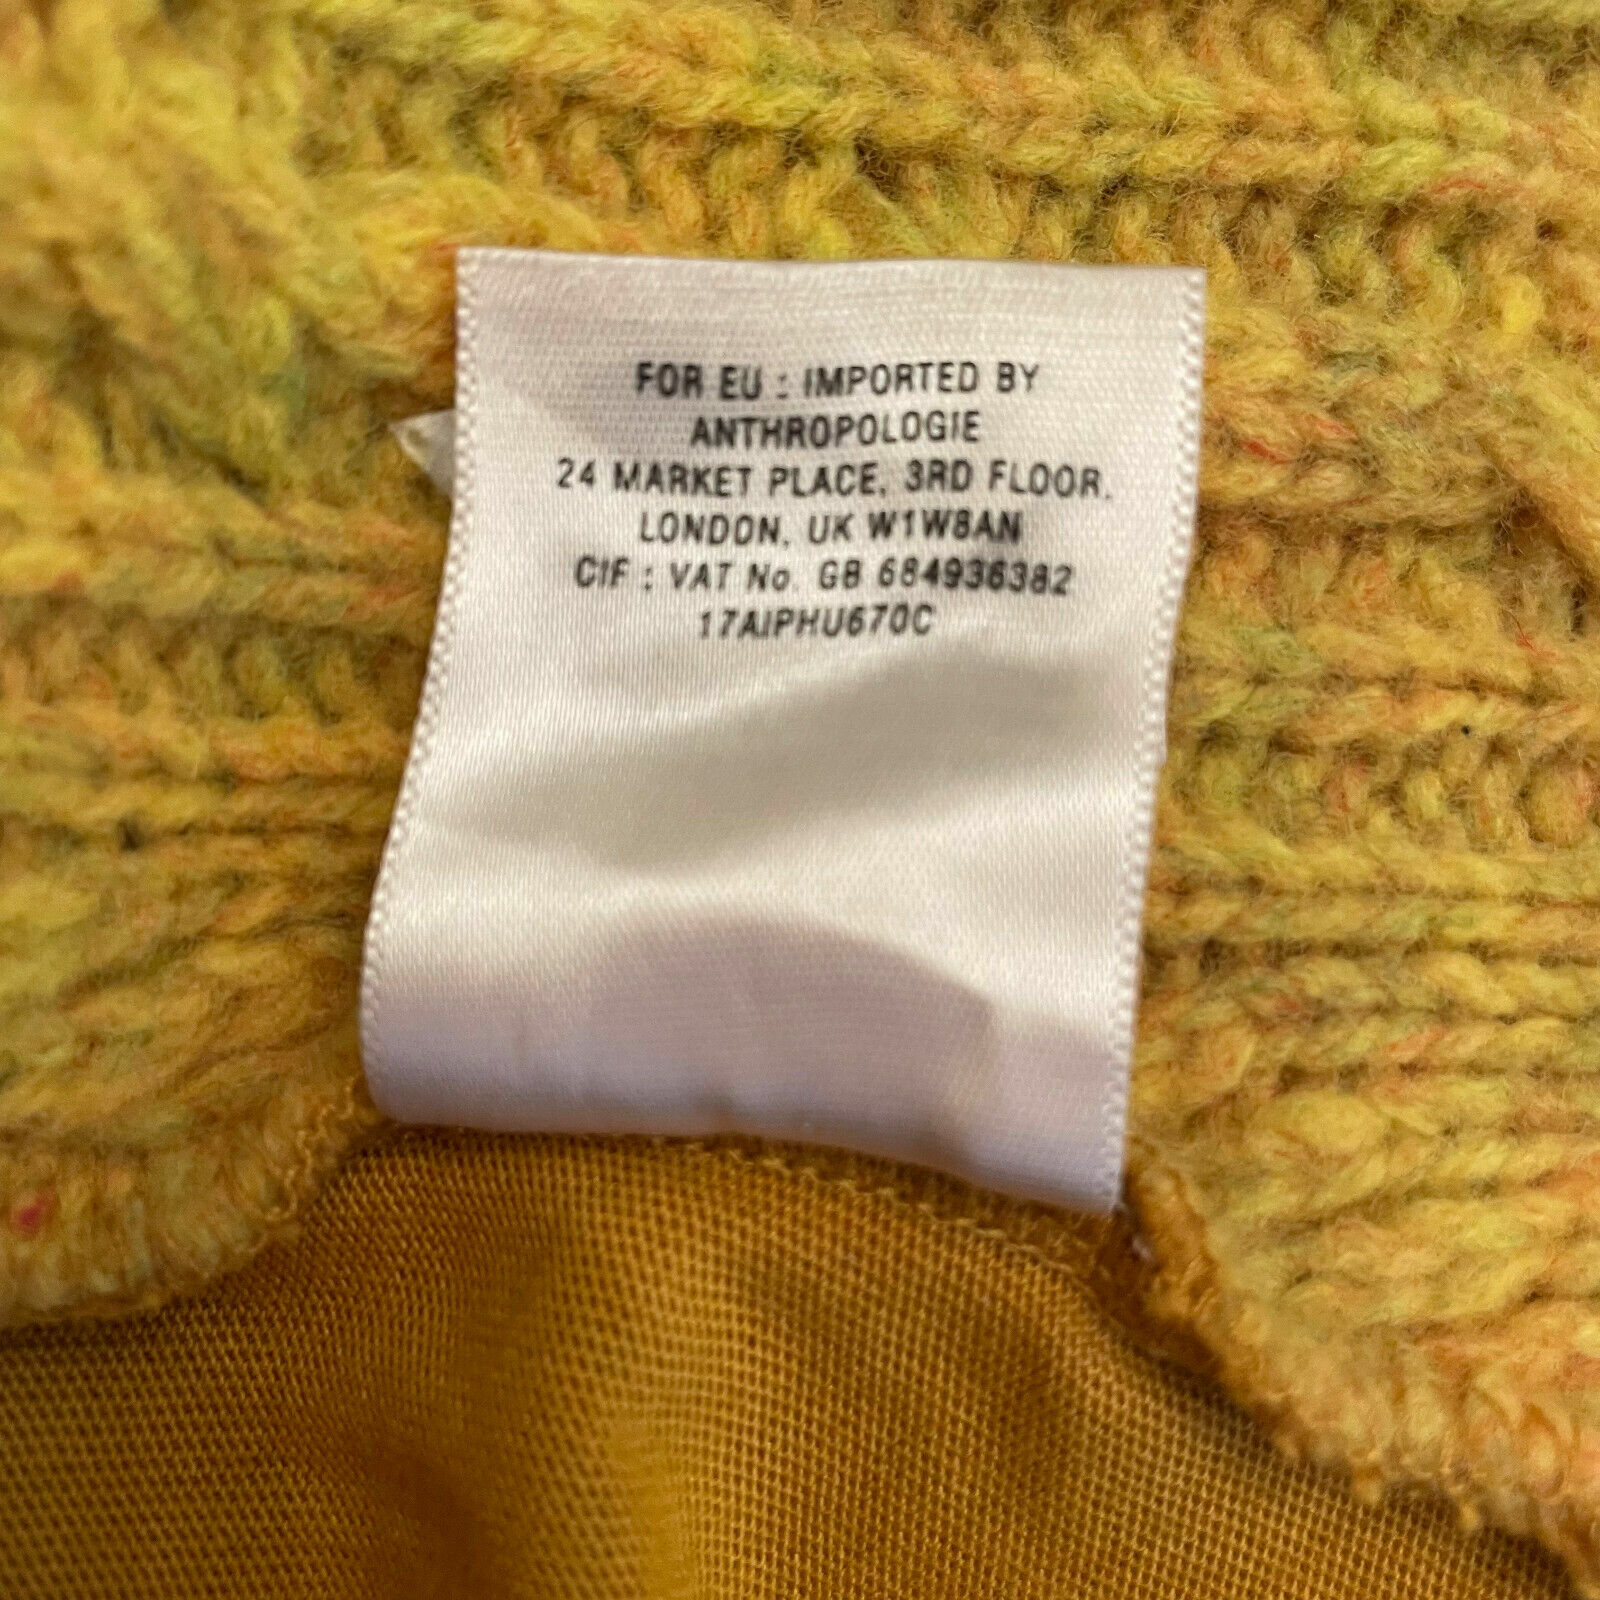 FOR EU : IMPORTED BY
ANTHROPOLOGIE
24 MARKET PLACE, 3RD FLOOR.
LONDON, UK W1W8AN
CIF : VAT No. GB 684936382
17AIPHU670C